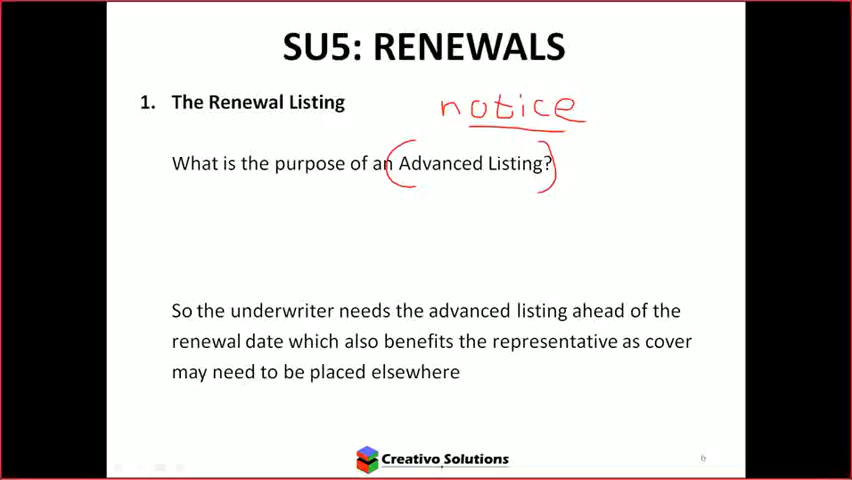 SU5: RENEWALS
1. The Renewal Listing
notice
What is the purpose of an Advanced Listing?
So the underwriter needs the advanced listing ahead of the
renewal date which also benefits the representative as cover
may need to be placed elsewhere
Creativo Solutions
6